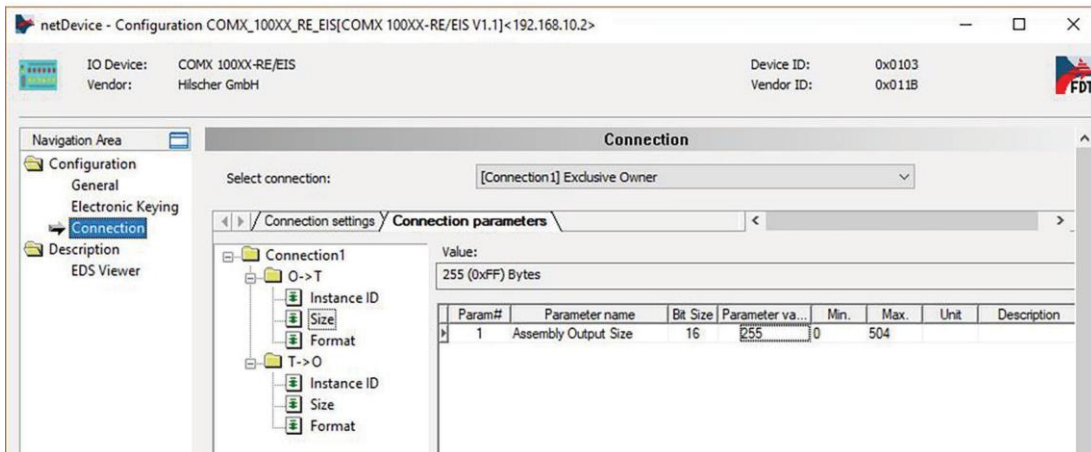 netDevice - Configuration COMX_100XX_RE_EIS[COMX 100XX-RE/EIS V1.1]<192.168.10.2>
IO Device: COMX 100XX-RE/EIS Device ID: 0x0103
Vendor: Hilscher GmbH Vendor ID: 0x011B
FDT
Navigation Area
Configuration
General
Electronic Keying
Connection
Description
EDS Viewer
Connection
Select connection: [Connection1] Exclusive Owner
Connection settings Connection parameters
Connection1
O->T
Instance ID
Size
Format
T->O
Instance ID
Size
Format
Value:
255 (0xFF) Bytes
Param# Parameter name Bit Size Parameter va... Min. Max. Unit Description
1 Assembly Output Size 16 255 0 504